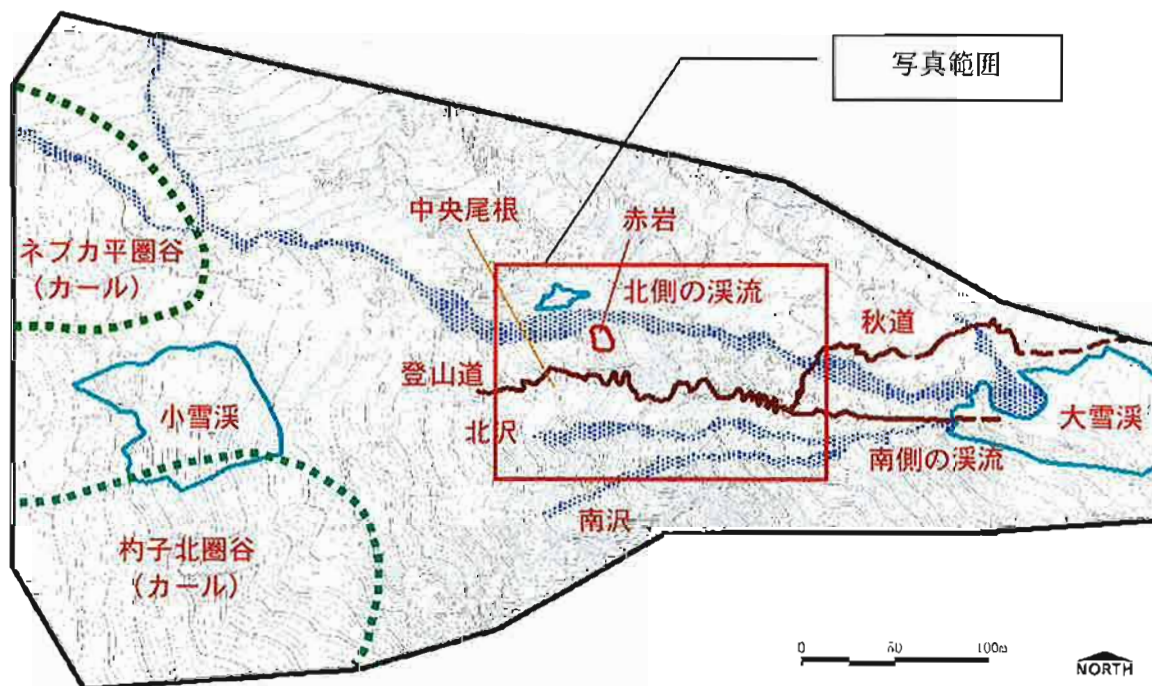 写真範囲
中央尾根
赤岩
ネブカ平圏谷
(カール)
北側の渓流
秋道
登山道
小雪渓
北沢
大雪渓
南側の渓流
南沢
杓子北圏谷
(カール)
0
50
100m
NORTH